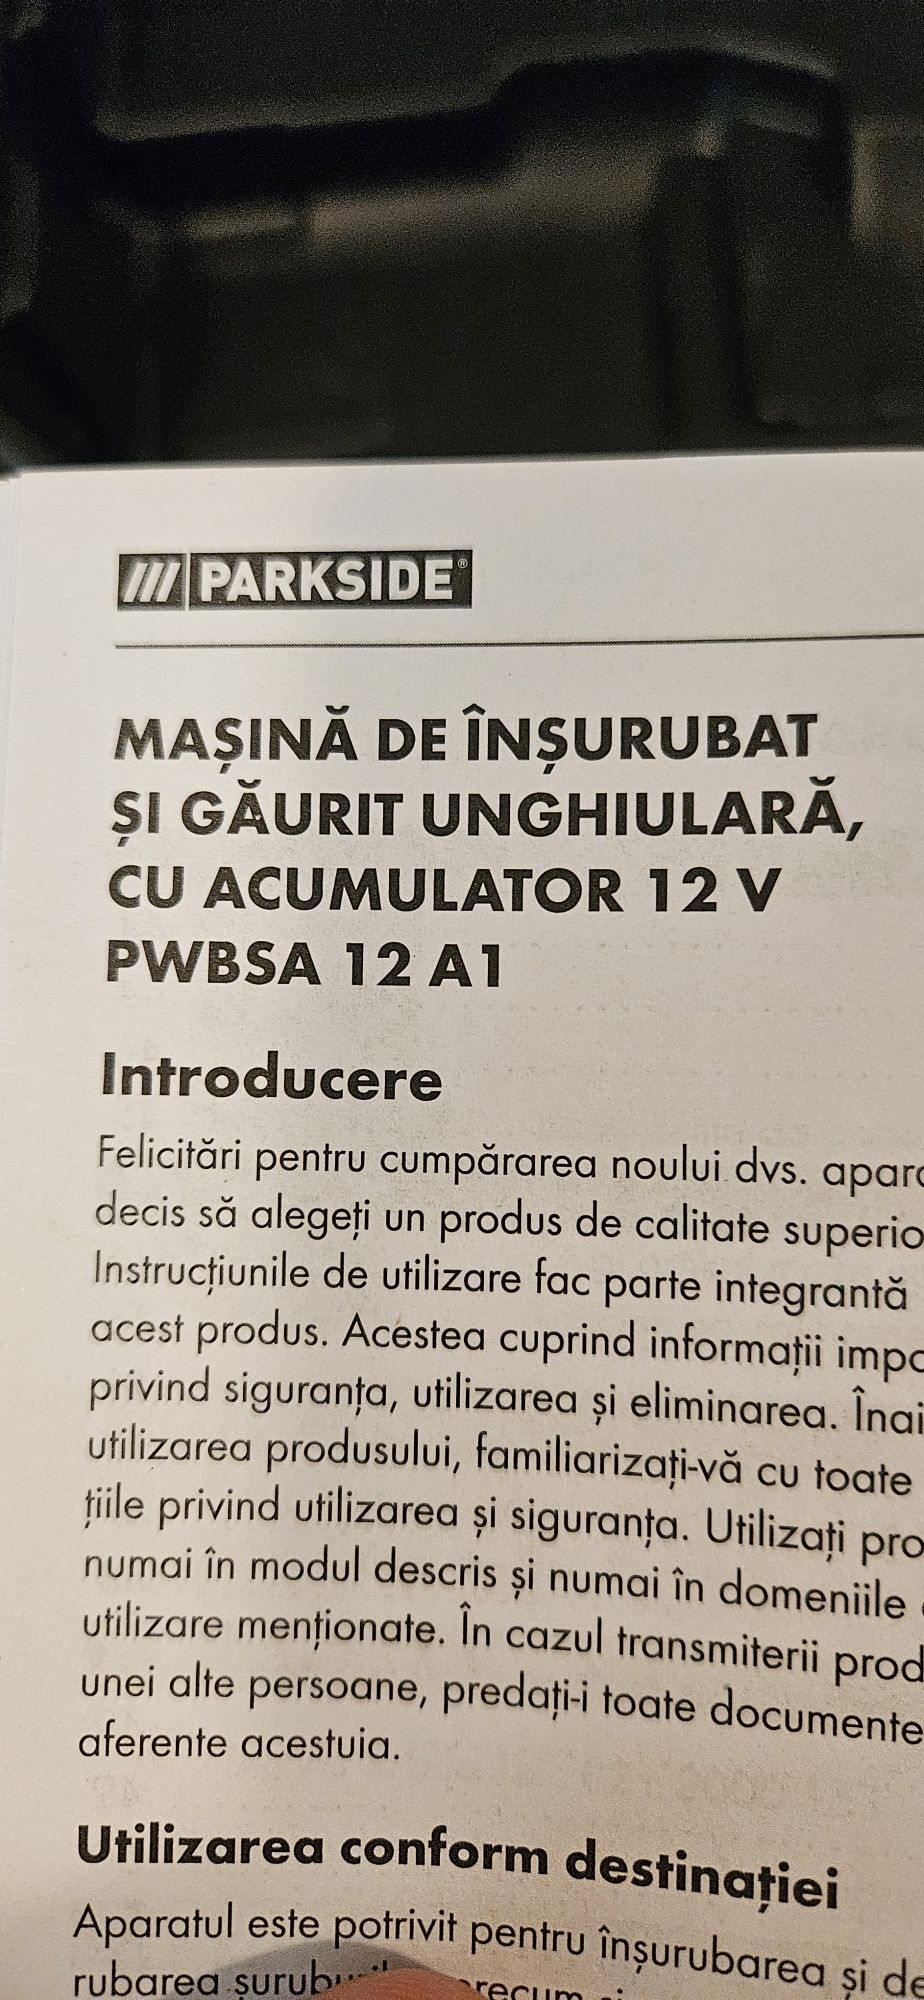 PARKSIDE®
MAȘINĂ DE ÎNȘURUBAT
ȘI GĂURIT UNGHIULARĂ,
CU ACUMULATOR 12 V
PWBSA 12 A1
Introducere
Felicitări pentru cumpărarea noului dvs.
decis să alegeți un produs de calitate
Instrucțiunile de utilizare fac parte integrantă
acest produs. Acestea cuprind informații
privind siguranța, utilizarea și eliminarea.
utilizarea produsului, familiarizați-vă cu toate
țiile privind utilizarea și siguranța. Utilizați
numai în modul descris și numai în domeniile
utilizare menționate. În cazul transmiterii
unei alte persoane, predați-i toate
aferente acestuia.
Utilizarea conform destinației
Aparatul este potrivit pentru înșurubarea și
rubarea